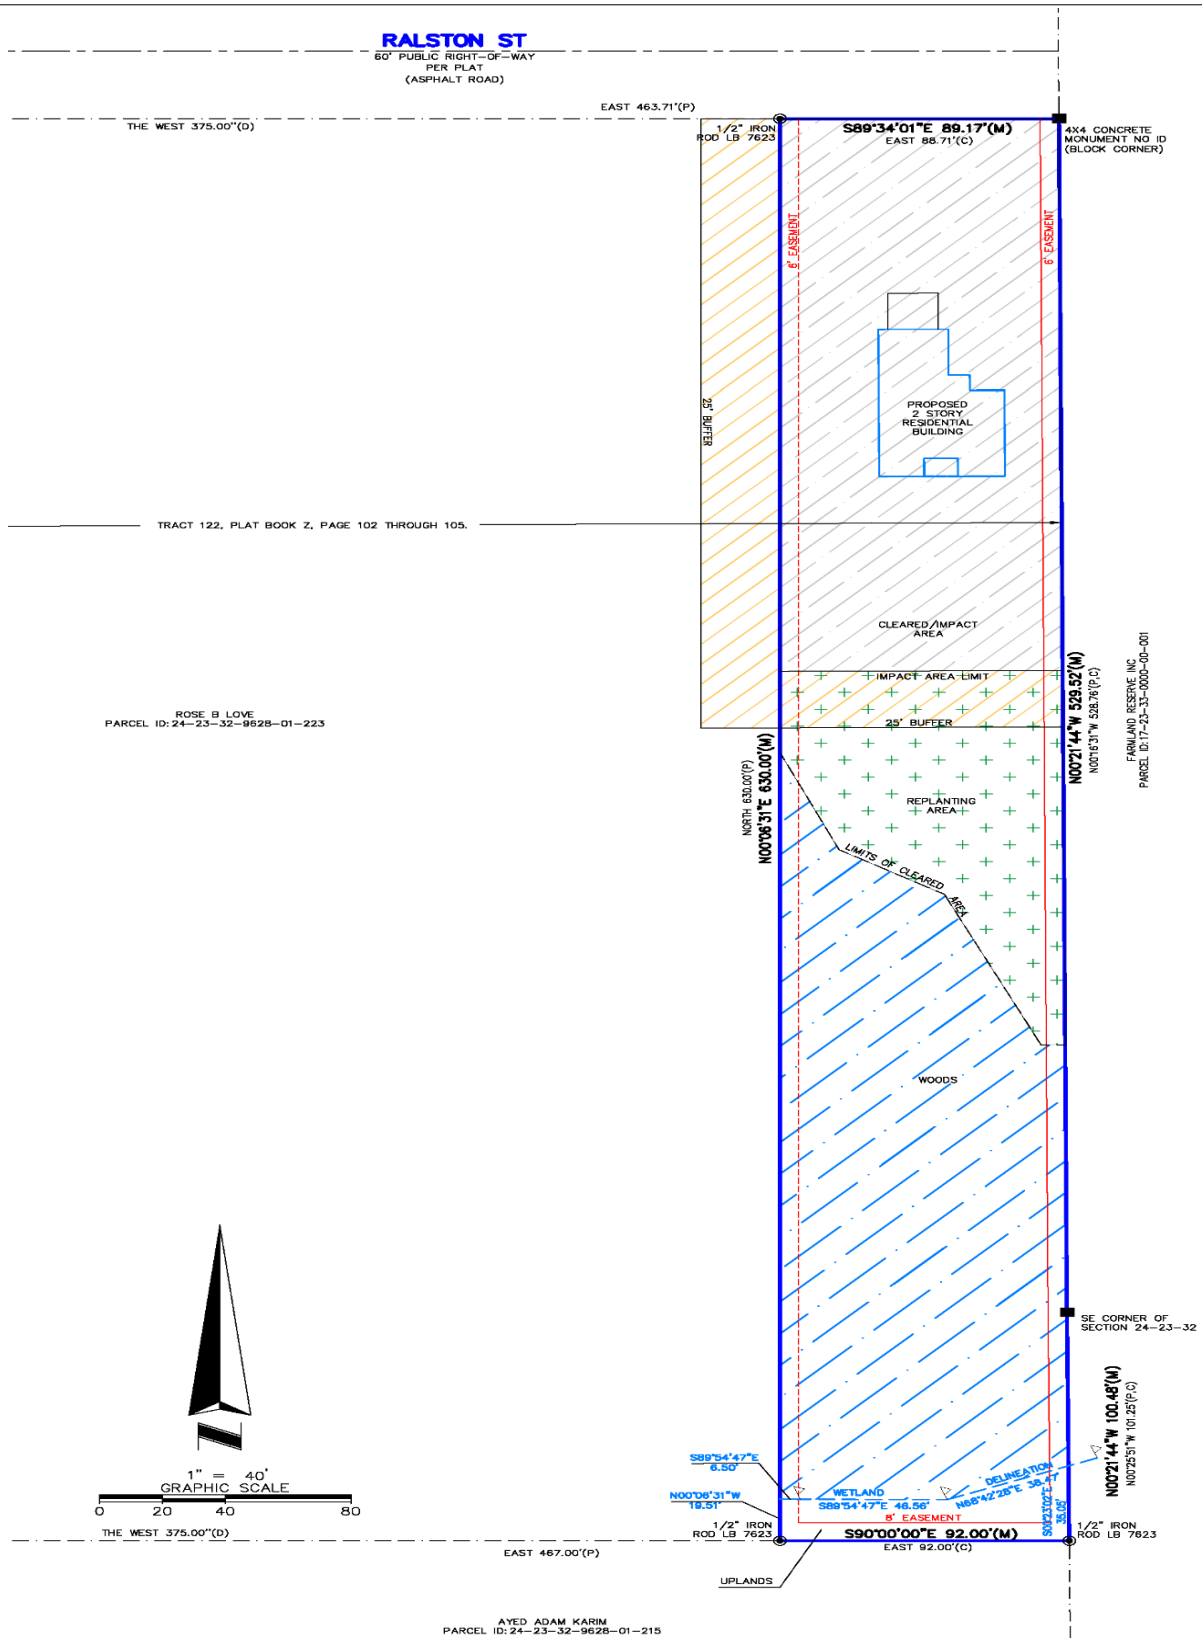 RALSTON ST
60' PUBLIC RIGHT-OF-WAY
PER PLAT
(ASPHALT ROAD)
EAST 463.71'(P)
THE WEST 375.00"(D)
1/2" IRON
ROD LB 7623
S89°34'01"E 89.17'(M)
EAST 88.71'(C)
4X4 CONCRETE
MONUMENT NO ID
(BLOCK CORNER)
6' EASEMENT
6' EASEMENT
25' BUFFER
PROPOSED
2 STORY
RESIDENTIAL
BUILDING
TRACT 122, PLAT BOOK Z, PAGE 102 THROUGH 105.
CLEARED/IMPACT
AREA
IMPACT AREA LIMIT
25' BUFFER
ROSE B LOVE
PARCEL ID: 24-23-32-9628-01-223
NORTH 630.00'(P)
N00°06'31"E 630.00'(M)
N00°21'44"W 529.52'(M)
N00°16'31"W 528.76'(P,C)
FARMLAND RESERVE INC
PARCEL ID:17-23-33-0000-00-001
REPLANTING
AREA
LIMITS OF CLEARED
AREA
WOODS
SE CORNER OF
SECTION 24-23-32
N00°21'44"W 100.48'(M)
N00°25'51"W 101.25'(P,C)
S89°54'47"E
6.50'
N00°06'31"W
19.51'
WETLAND
DELINEATION
S89°54'47"E 46.56'
N68°42'28"E 38.47'
S00°23'02"E
35.05'
8' EASEMENT
1" = 40'
GRAPHIC SCALE
0 20 40 80
THE WEST 375.00"(D)
1/2" IRON
ROD LB 7623
S90°00'00"E 92.00'(M)
EAST 92.00'(C)
1/2" IRON
ROD LB 7623
EAST 467.00'(P)
UPLANDS
AYED ADAM KARIM
PARCEL ID: 24-23-32-9628-01-215